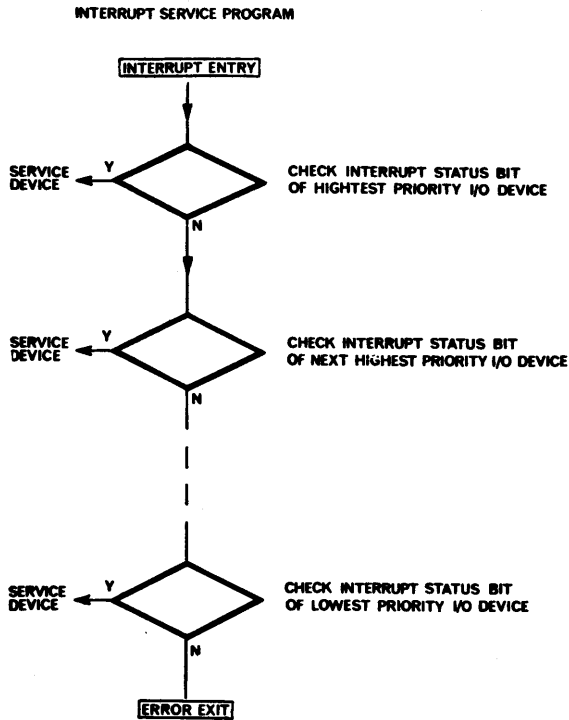 INTERRUPT SERVICE PROGRAM
INTERRUPT ENTRY
Y
SERVICE
DEVICE
CHECK INTERRUPT STATUS BIT
OF HIGHTEST PRIORITY I/O DEVICE
N
Y
SERVICE
DEVICE
CHECK INTERRUPT STATUS BIT
OF NEXT HIGHEST PRIORITY I/O DEVICE
N
Y
SERVICE
DEVICE
CHECK INTERRUPT STATUS BIT
OF LOWEST PRIORITY I/O DEVICE
N
ERROR EXIT